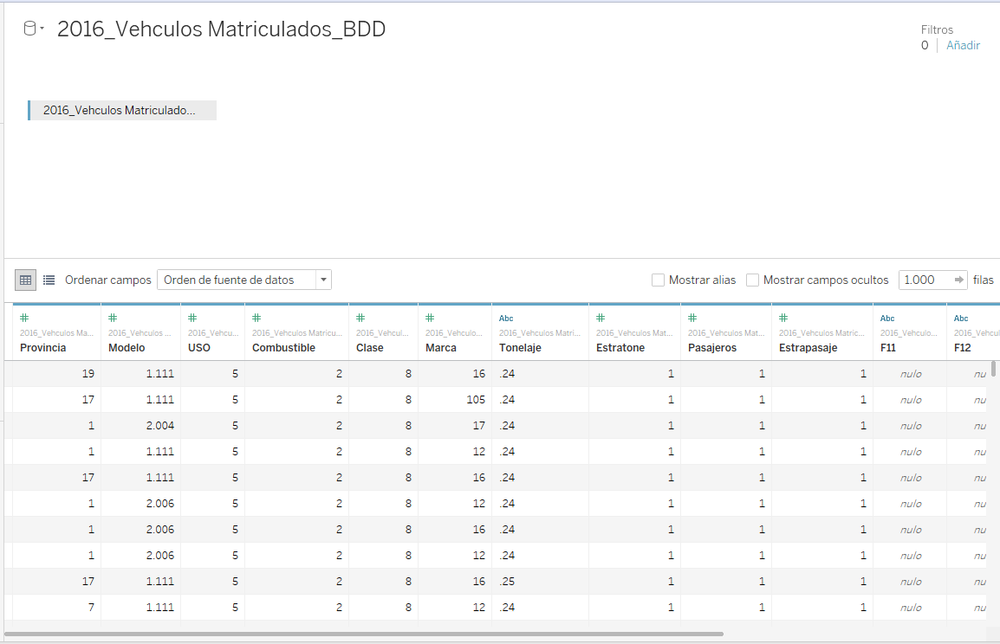 2016_Vehculos Matriculados_BDD
Filtros
0 Añadir
2016_Vehculos Matriculado...
Ordenar campos Orden de fuente de datos Mostrar alias Mostrar campos ocultos 1.000 filas
# # # # # # Abc # # # Abc Abc
2016_Vehculos Ma... 2016_Vehculos ... 2016_Vehcu... 2016_Vehculos Matricu... 2016_Vehcul... 2016_Vehculo... 2016_Vehculos Matri... 2016_Vehculos Mat... 2016_Vehculos Mat... 2016_Vehculos Matric... 2016_Vehculo... 2016_Vehcul
Provincia Modelo USO Combustible Clase Marca Tonelaje Estratone Pasajeros Estrapasaje F11 F12
19 1.111 5 2 8 16 .24 1 1 1 nulo nu
17 1.111 5 2 8 105 .24 1 1 1 nulo nu
1 2.004 5 2 8 17 .24 1 1 1 nulo nu
1 1.111 5 2 8 12 .24 1 1 1 nulo nu
17 1.111 5 2 8 16 .24 1 1 1 nulo nu
1 2.006 5 2 8 12 .24 1 1 1 nulo nu
1 2.006 5 2 8 16 .24 1 1 1 nulo nu
1 2.006 5 2 8 12 .24 1 1 1 nulo nu
17 1.111 5 2 8 16 .25 1 1 1 nulo nu
7 1.111 5 2 8 12 .24 1 1 1 nulo nu